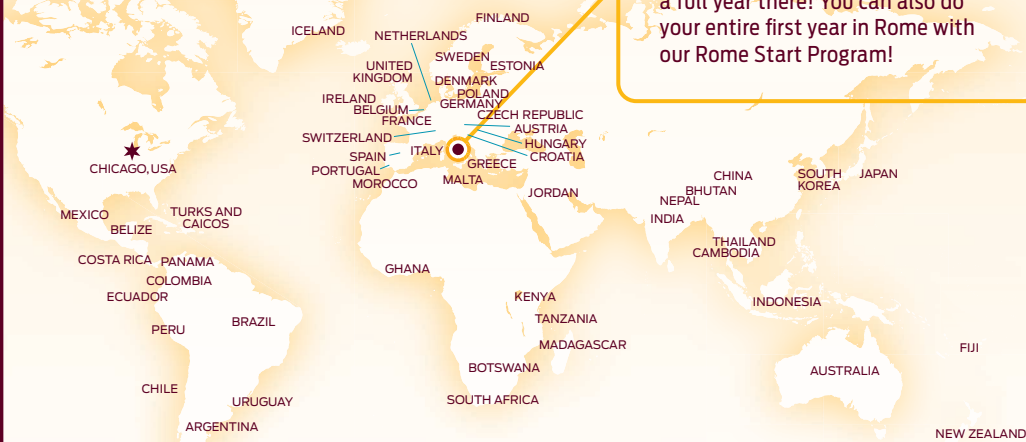 a full year there! You can also do
your entire first year in Rome with
our Rome Start Program!
FINLAND
ICELAND
NETHERLANDS
SWEDEN
ESTONIA
UNITED
KINGDOM
DENMARK
POLAND
IRELAND
GERMANY
BELGIUM
CZECH REPUBLIC
FRANCE
AUSTRIA
SWITZERLAND
HUNGARY
ITALY
SPAIN
CROATIA
GREECE
PORTUGAL
MALTA
MOROCCO
JORDAN
CHICAGO, USA
CHINA
SOUTH
KOREA
JAPAN
BHUTAN
NEPAL
INDIA
MEXICO
TURKS AND
CAICOS
BELIZE
THAILAND
CAMBODIA
COSTA RICA
PANAMA
GHANA
COLOMBIA
ECUADOR
KENYA
INDONESIA
TANZANIA
PERU
BRAZIL
MADAGASCAR
FIJI
BOTSWANA
AUSTRALIA
CHILE
SOUTH AFRICA
URUGUAY
ARGENTINA
NEW ZEALAND